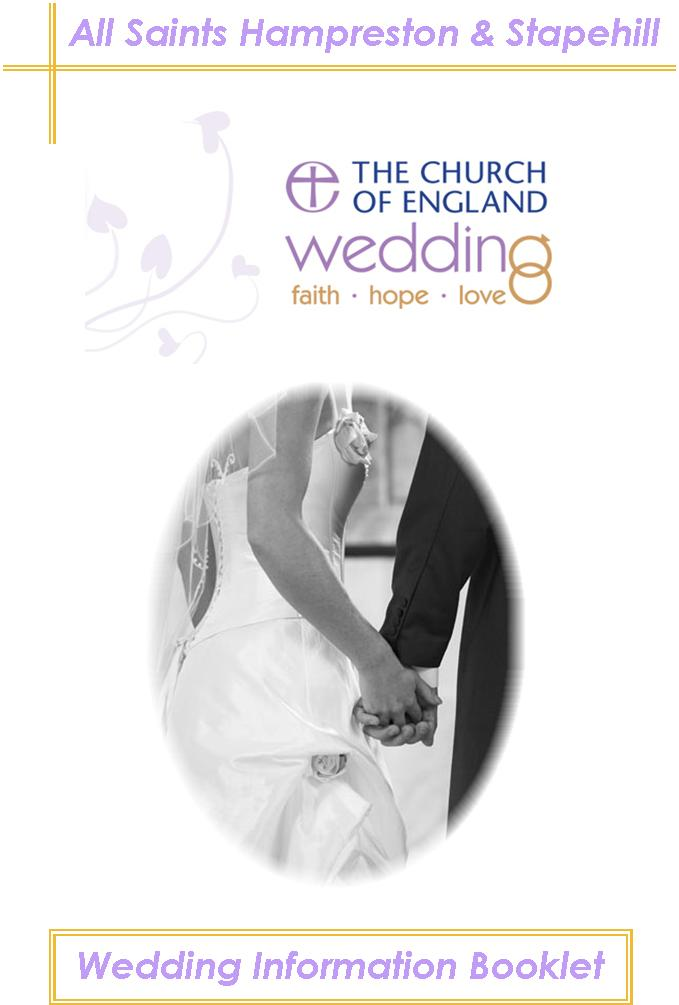 All Saints Hampreston & Stapehill
THE CHURCH
OF ENGLAND
wedding
faith · hope · love
Wedding Information Booklet